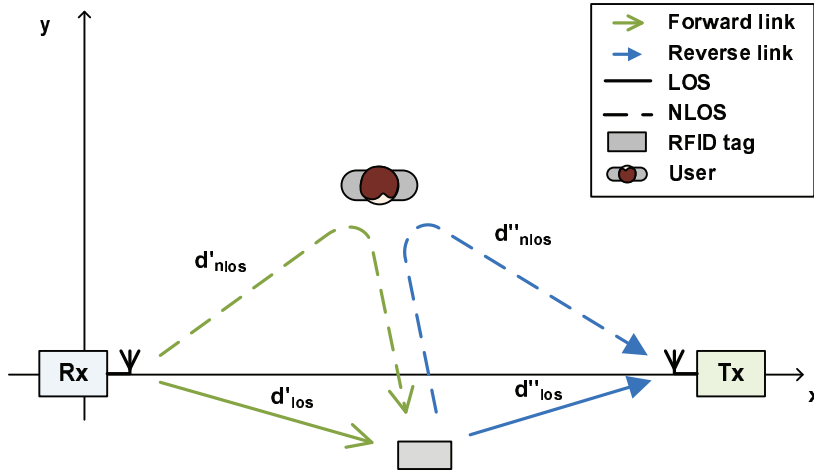 y
Forward link
Reverse link
LOS
NLOS
RFID tag
User
d'nlos
d''nlos
Rx
Tx
d'los
d''los
x